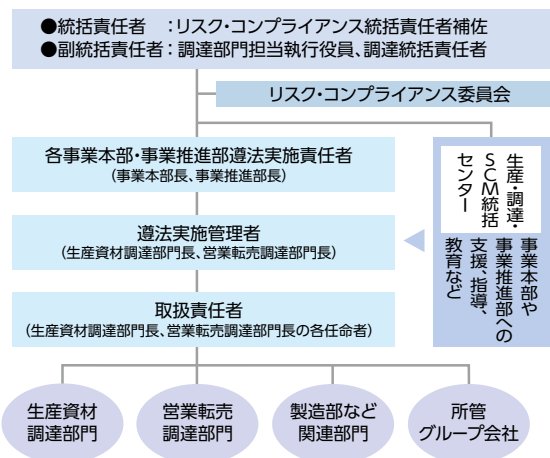 ●統括責任者 ：リスク・コンプライアンス統括責任者補佐
●副統括責任者：調達部門担当執行役員、調達統括責任者
リスク・コンプライアンス委員会
各事業本部・事業推進部遵法実施責任者
（事業本部長、事業推進部長）
遵法実施管理者
（生産資材調達部門長、営業転売調達部門長）
取扱責任者
（生産資材調達部門長、営業転売調達部門長の各任命者）
生産・調達・
SCM統括
センター
事業本部や
事業推進部への
支援、指導、
教育など
生産資材
調達部門
営業転売
調達部門
製造部など
関連部門
所管
グループ会社